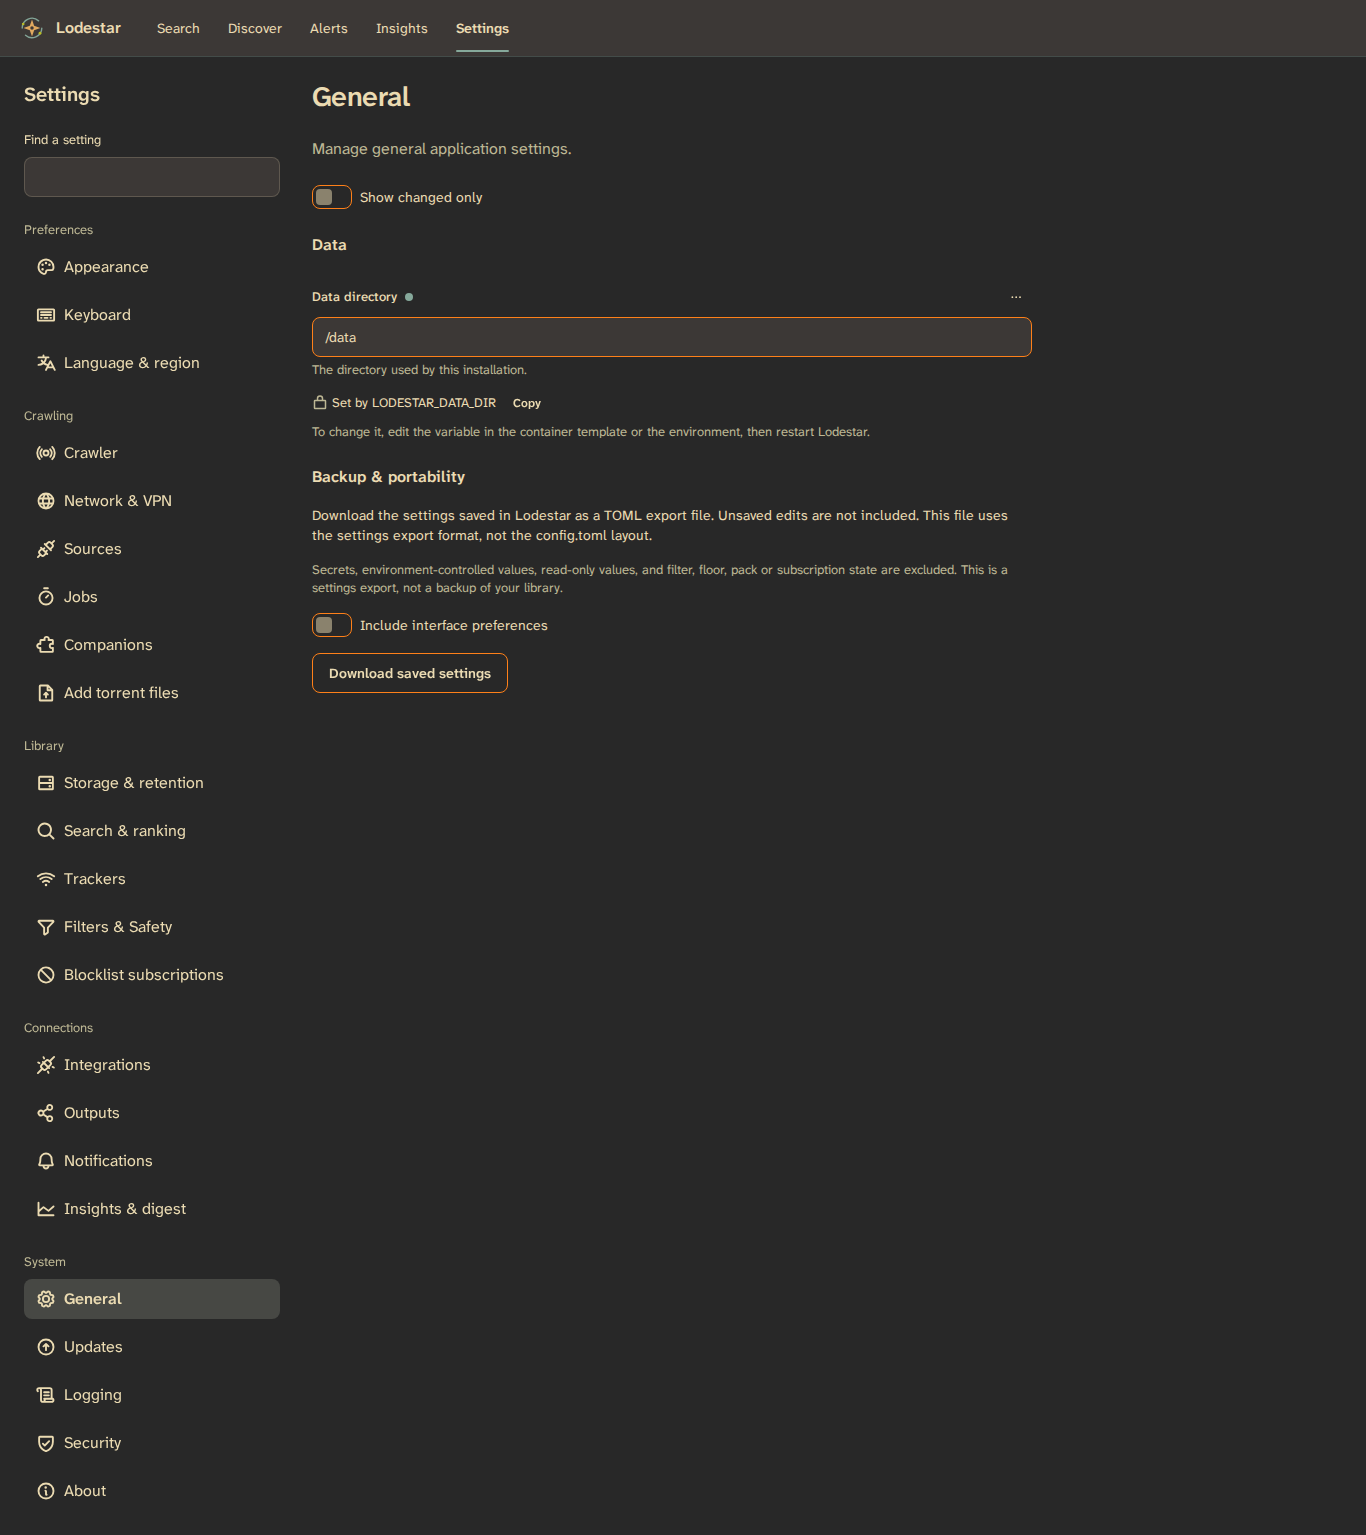 Lodestar
Search
Discover
Alerts
Insights
Settings
Settings
Find a setting
Preferences
Appearance
Keyboard
Language & region
Crawling
Crawler
Network & VPN
Sources
Jobs
Companions
Add torrent files
Library
Storage & retention
Search & ranking
Trackers
Filters & Safety
Blocklist subscriptions
Connections
Integrations
Outputs
Notifications
Insights & digest
System
General
Updates
Logging
Security
About
General
Manage general application settings.
Show changed only
Data
Data directory
...
/data
The directory used by this installation.
Set by LODESTAR_DATA_DIR
Copy
To change it, edit the variable in the container template or the environment, then restart Lodestar.
Backup & portability
Download the settings saved in Lodestar as a TOML export file. Unsaved edits are not included. This file uses
the settings export format, not the config.toml layout.
Secrets, environment-controlled values, read-only values, and filter, floor, pack or subscription state are excluded. This is a
settings export, not a backup of your library.
Include interface preferences
Download saved settings